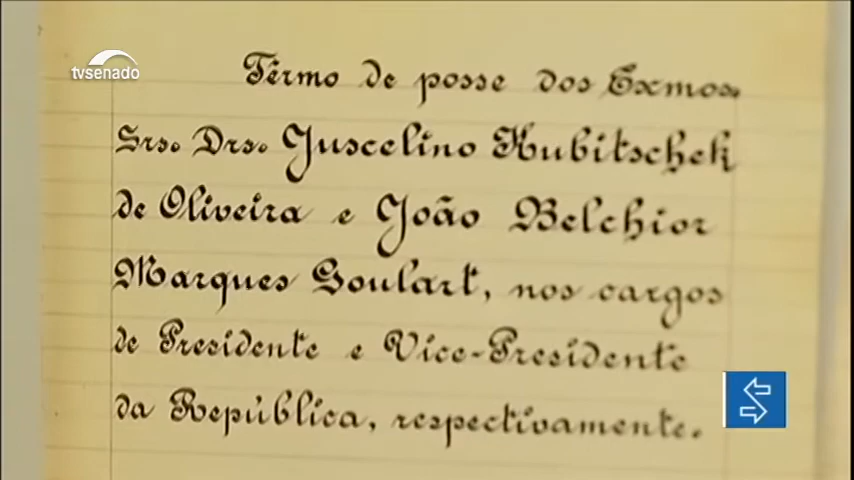 tvsenado
Têrmo de posse dos Exmos.
Srs. Drs. Juscelino Kubitschek
de Oliveira e João Belchior
Marques Goulart, nos cargos
de Presidente e Vice-Presidente
da República, respectivamente.